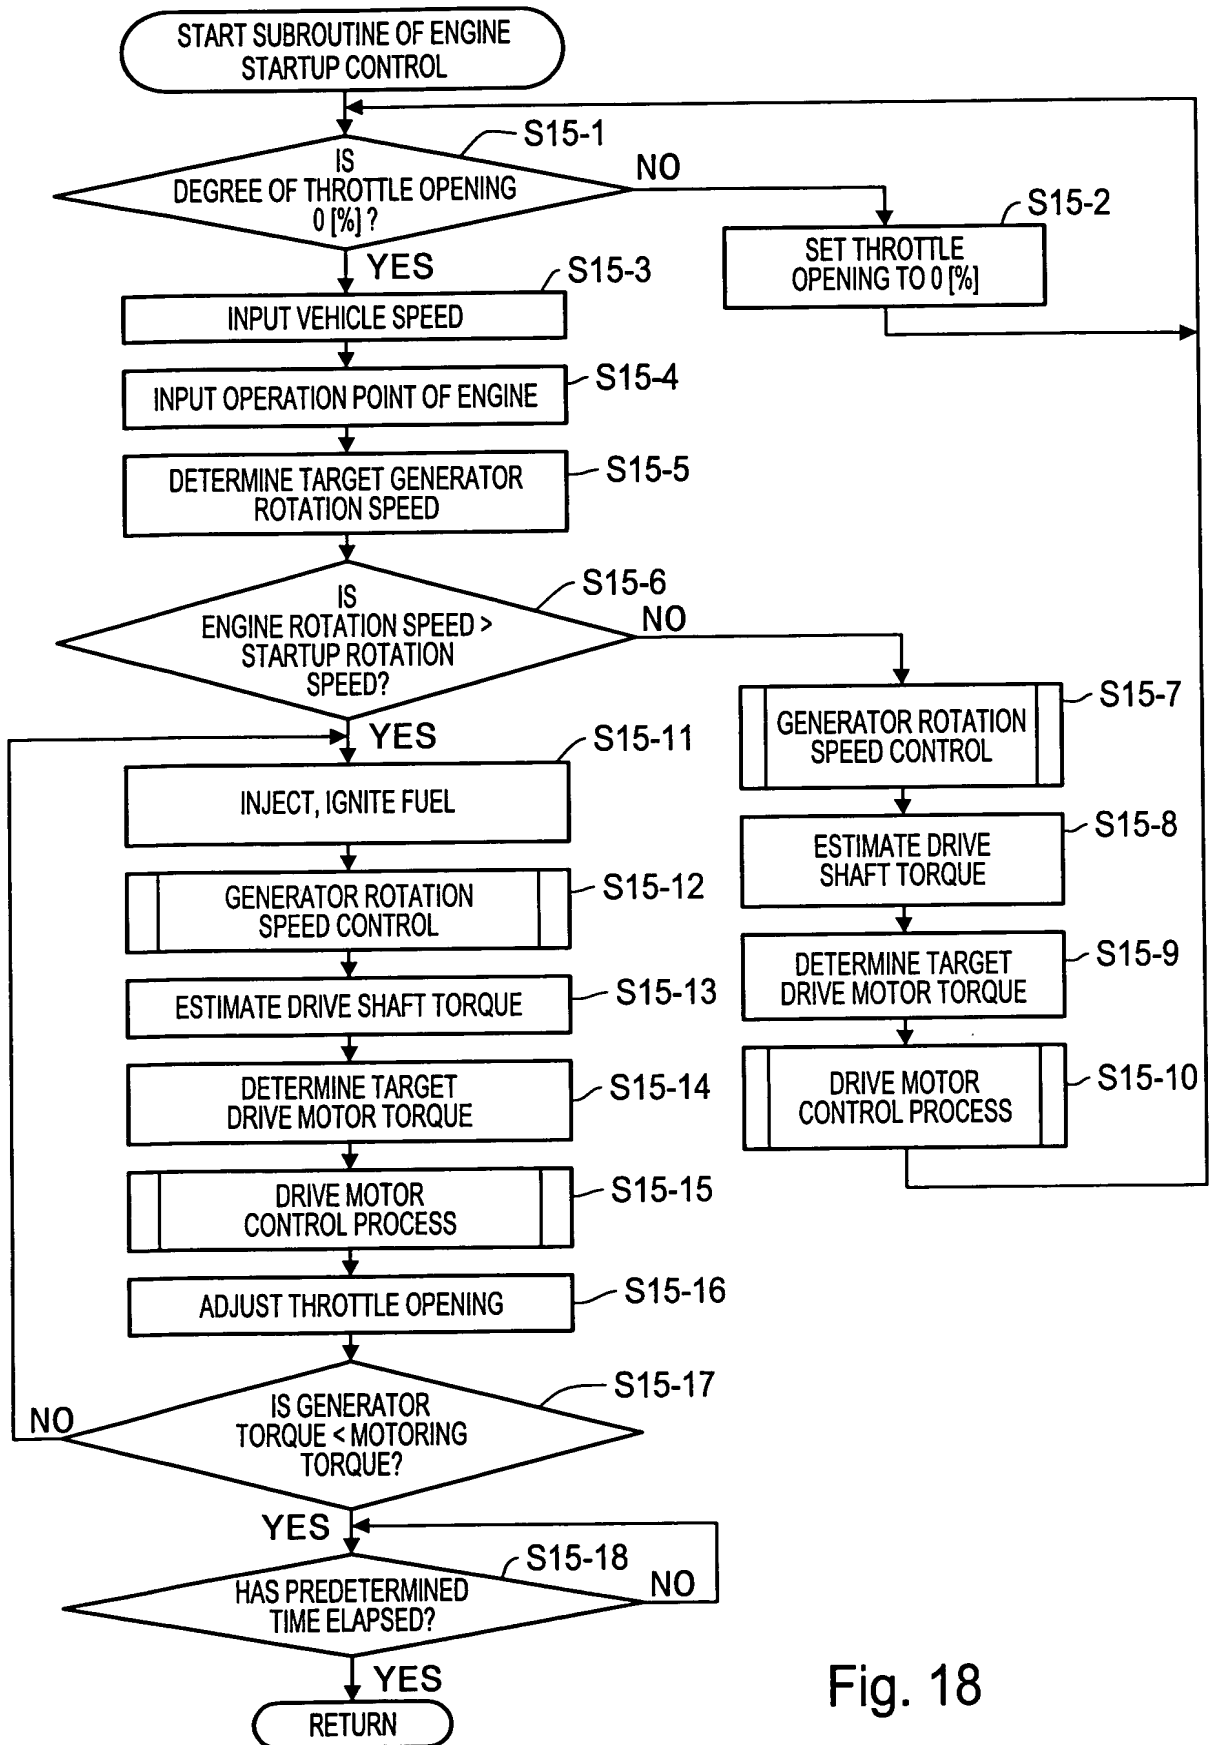 START SUBROUTINE OF ENGINE
STARTUP CONTROL
S15-1
IS
DEGREE OF THROTTLE OPENING
0 [%] ?
NO
YES
S15-2
SET THROTTLE
OPENING TO 0 [%]
S15-3
INPUT VEHICLE SPEED
S15-4
INPUT OPERATION POINT OF ENGINE
S15-5
DETERMINE TARGET GENERATOR
ROTATION SPEED
S15-6
IS
ENGINE ROTATION SPEED >
STARTUP ROTATION
SPEED?
NO
YES
S15-7
GENERATOR ROTATION
SPEED CONTROL
S15-8
ESTIMATE DRIVE
SHAFT TORQUE
S15-9
DETERMINE TARGET
DRIVE MOTOR TORQUE
S15-10
DRIVE MOTOR
CONTROL PROCESS
S15-11
INJECT, IGNITE FUEL
S15-12
GENERATOR ROTATION
SPEED CONTROL
S15-13
ESTIMATE DRIVE SHAFT TORQUE
S15-14
DETERMINE TARGET
DRIVE MOTOR TORQUE
S15-15
DRIVE MOTOR
CONTROL PROCESS
S15-16
ADJUST THROTTLE OPENING
S15-17
IS GENERATOR
TORQUE < MOTORING
TORQUE?
NO
YES
S15-18
HAS PREDETERMINED
TIME ELAPSED?
NO
YES
RETURN
Fig. 18